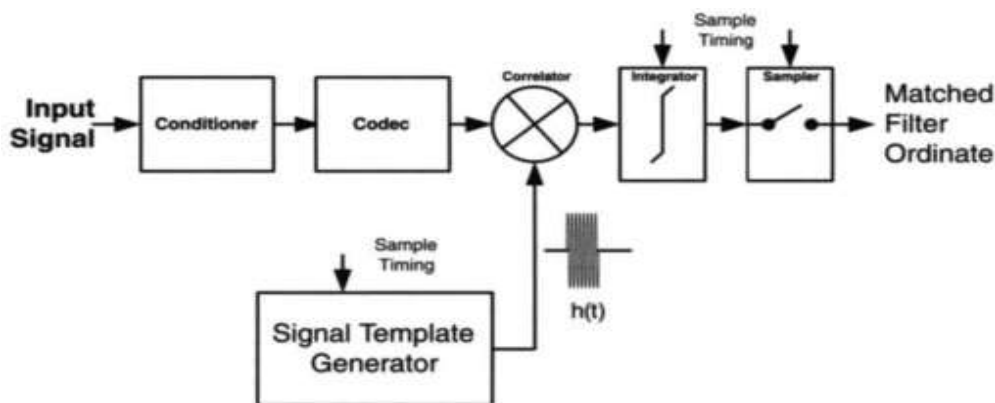 Sample
Timing
Correlator
Integrator
Sampler
Input
Signal
Conditioner
Codec
Matched
Filter
Ordinate
Sample
Timing
h(t)
Signal Template
Generator